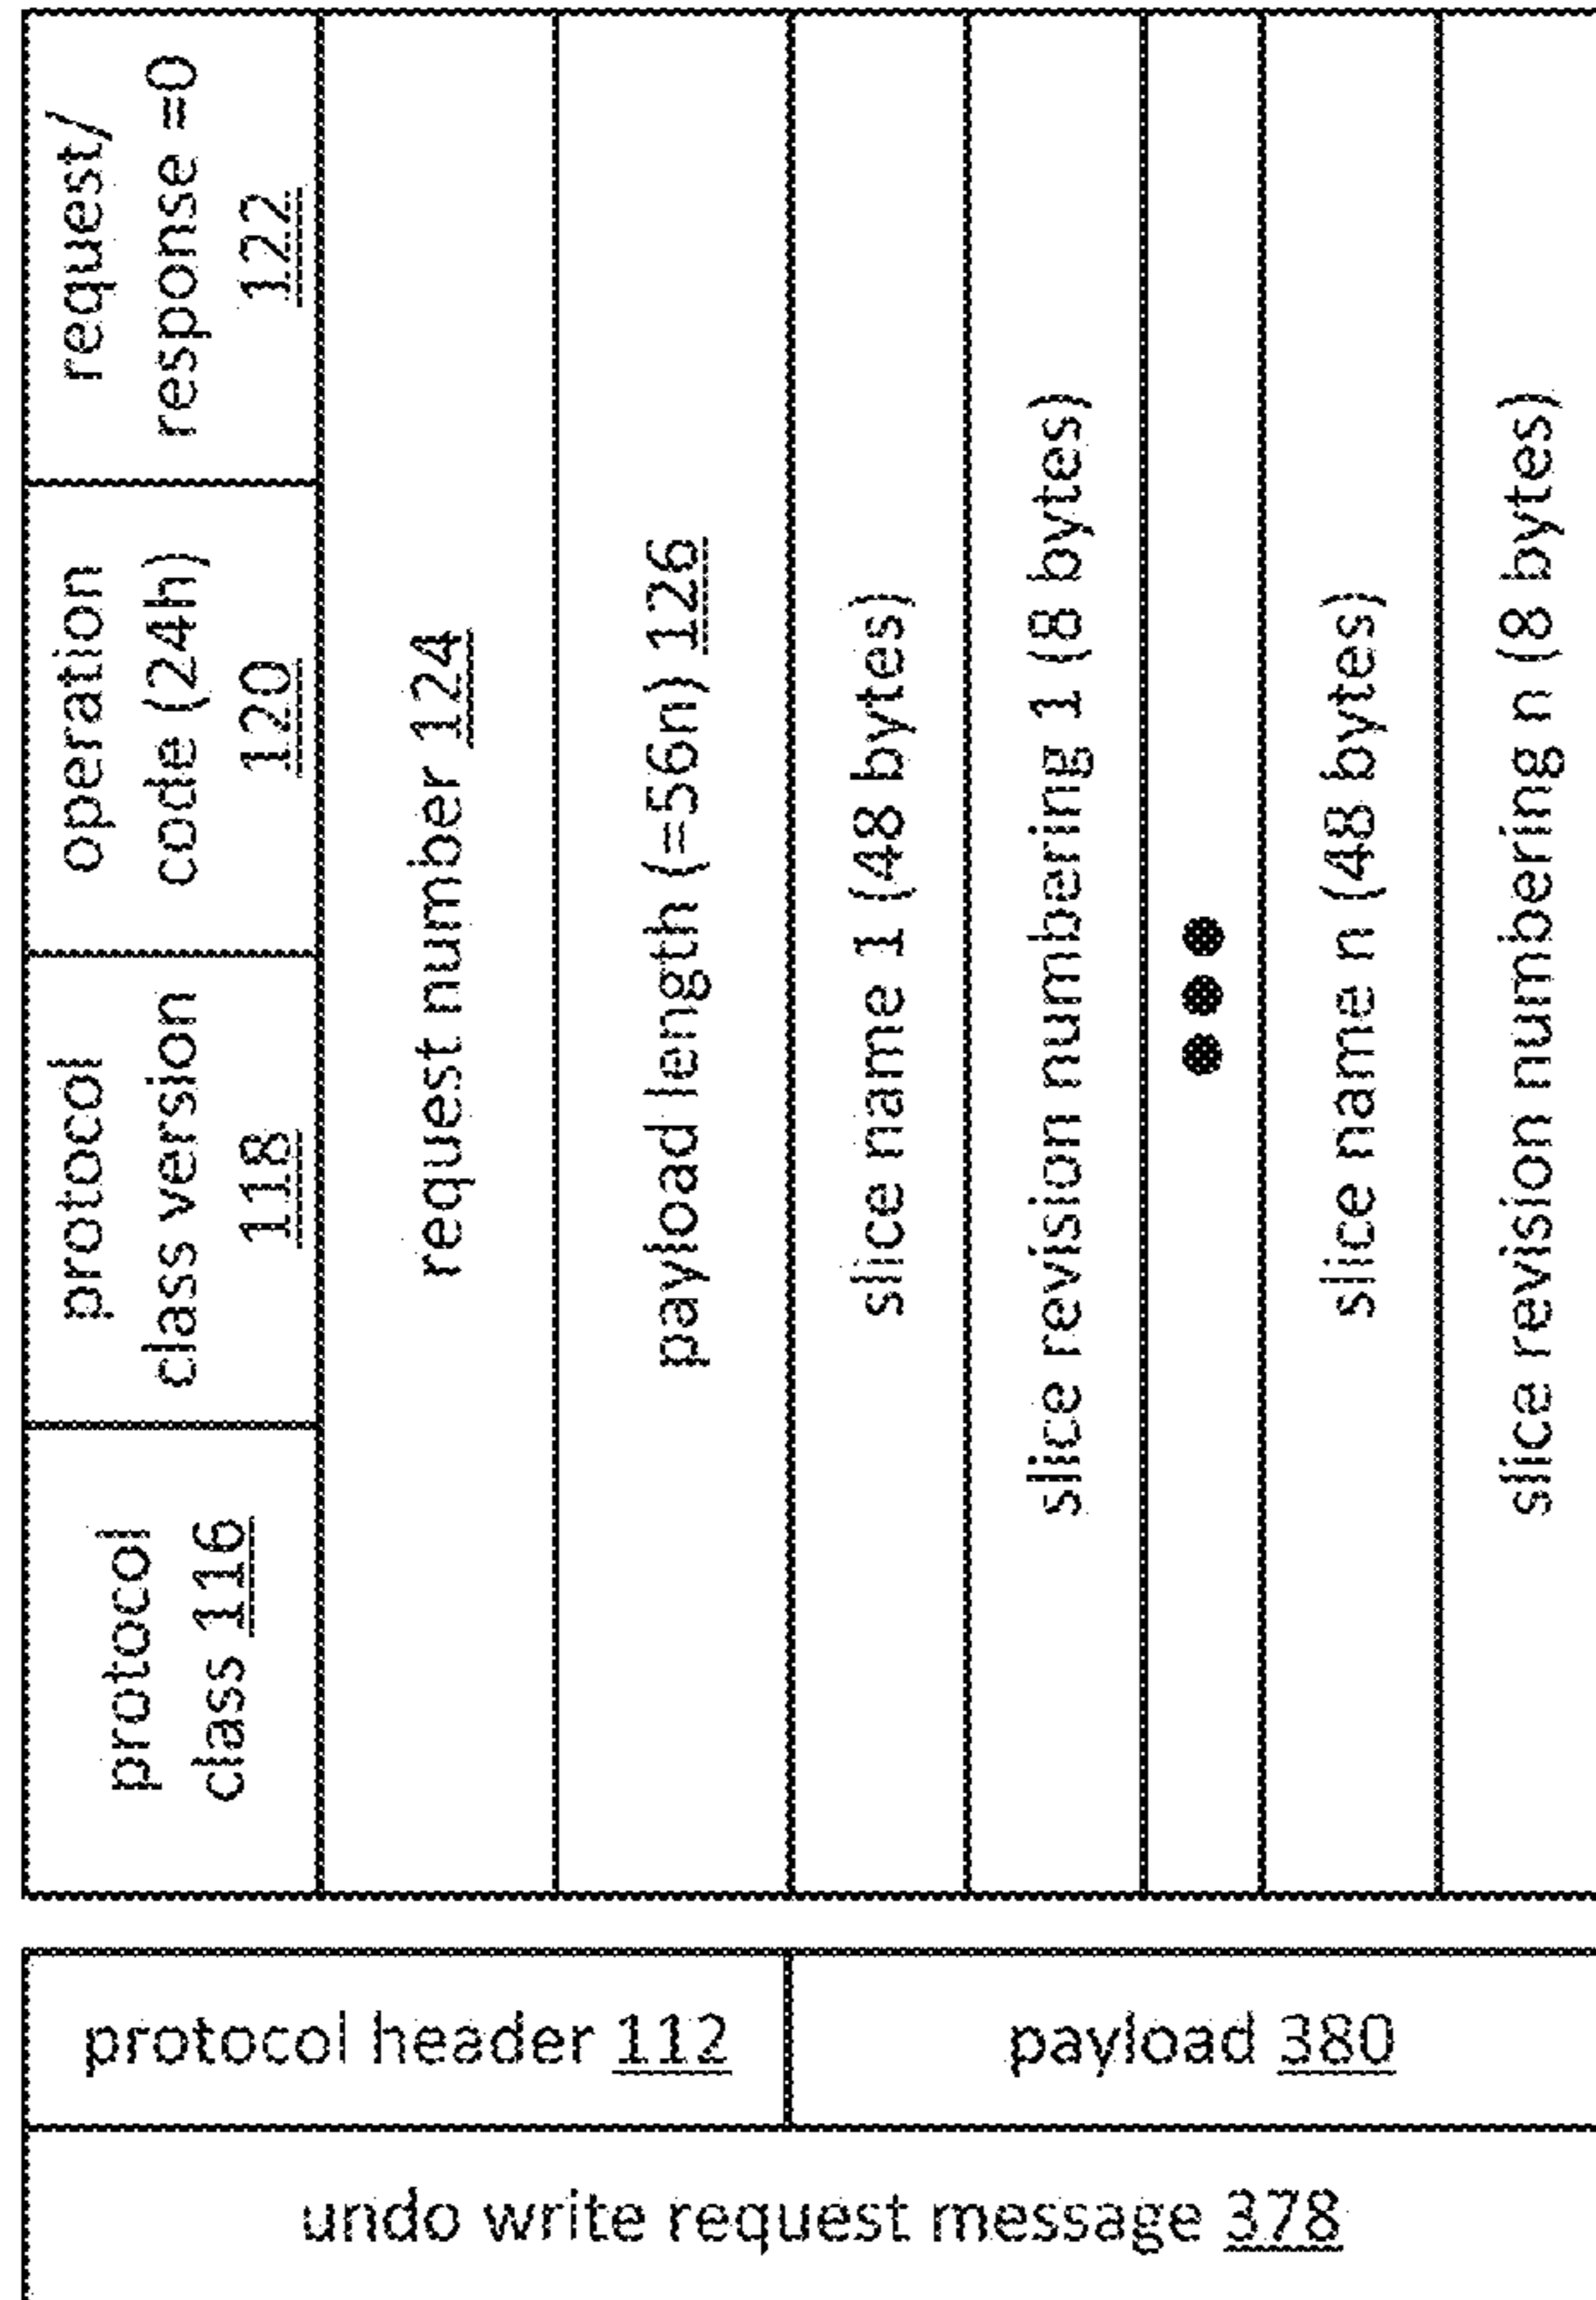 protocol
class 116
protocol
class version
118
operation
code (24h)
120
request/
response =0
122
request number 124
payload length (=56n) 126
slice name 1 (48 bytes)
slice revision numbering 1 (8 bytes)
●●●
slice name n (48 bytes)
slice revision numbering n (8 bytes)
protocol header 112
payload 380
undo write request message 378